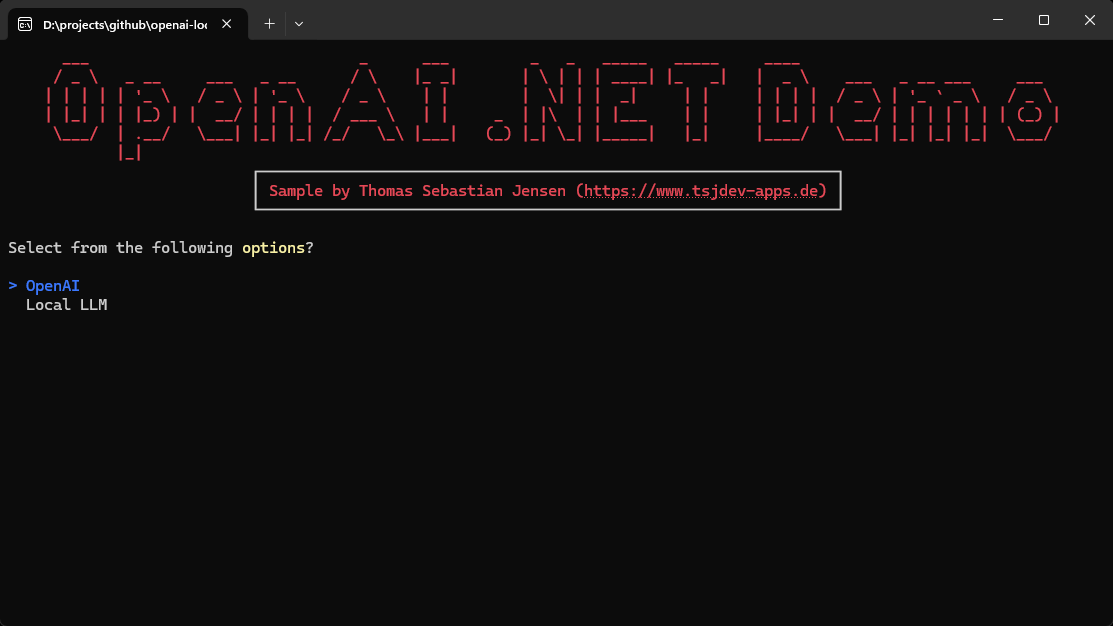 D:\projects\github\openai-loc
OpenAI .NET Demo
Sample by Thomas Sebastian Jensen (https://www.tsjdev-apps.de)
Select from the following options?
> OpenAI
Local LLM